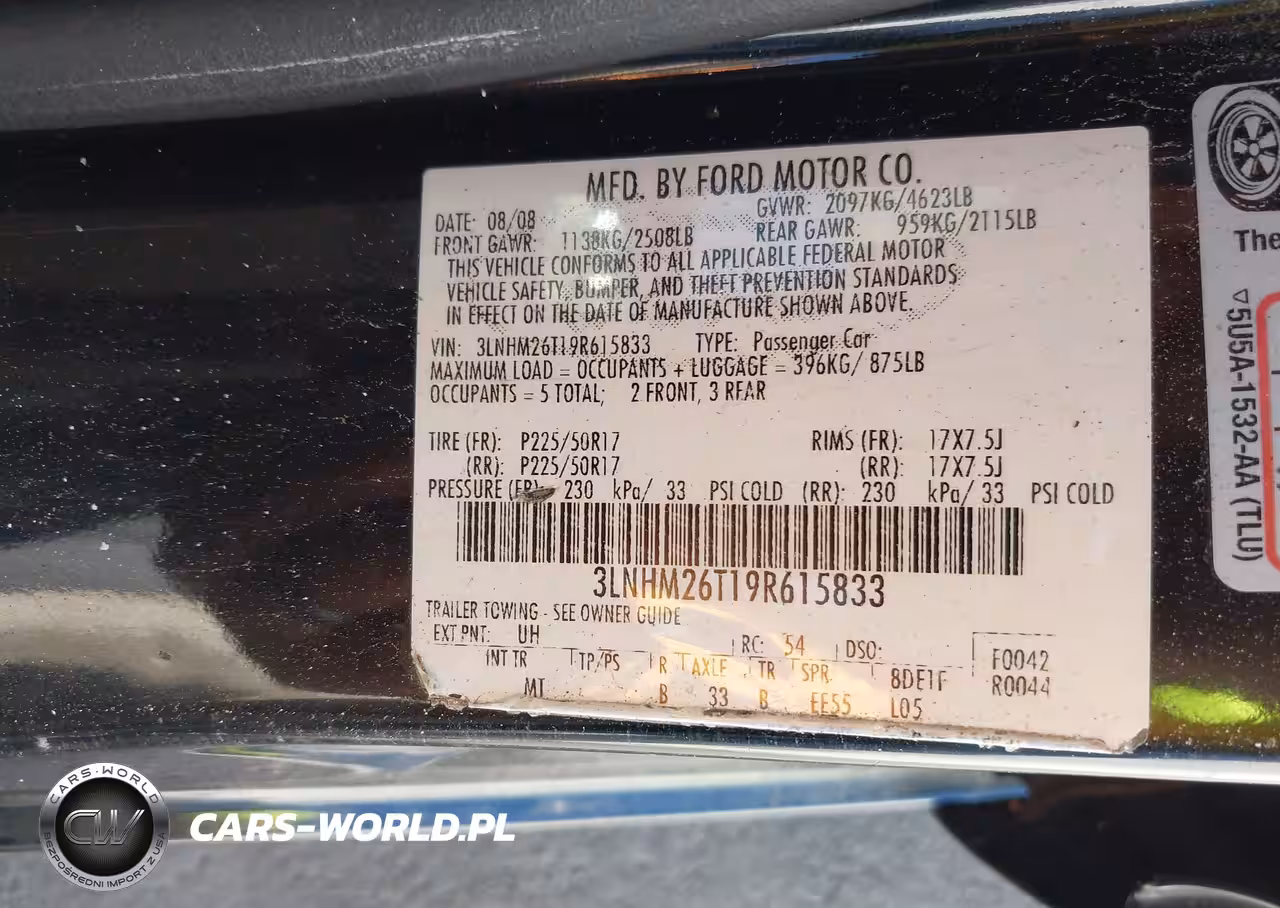 MFD. BY FORD MOTOR CO.
DATE: 08/08 GVWR: 2097KG/4623LB
FRONT GAWR: 1138KG/2508LB REAR GAWR: 959KG/2115LB
THIS VEHICLE CONFORMS TO ALL APPLICABLE FEDERAL MOTOR
VEHICLE SAFETY, BUMPER, AND THEFT PREVENTION STANDARDS
IN EFFECT ON THE DATE OF MANUFACTURE SHOWN ABOVE.
VIN: 3LNHM26T19R615833 TYPE: Passenger Car
MAXIMUM LOAD = OCCUPANTS + LUGGAGE = 396KG/ 875LB
OCCUPANTS = 5 TOTAL; 2 FRONT, 3 REAR
TIRE (FR): P225/50R17 RIMS (FR): 17X7.5J
(RR): P225/50R17 (RR): 17X7.5J
PRESSURE (FR): 230 kPa/ 33 PSI COLD (RR): 230 kPa/ 33 PSI COLD
3LNHM26T19R615833
TRAILER TOWING - SEE OWNER GUIDE
EXT PNT: UH RC: 54 DSO: F0042
INT TR TP/PS R AXLE TR SPR 8DE1F R0044
MT B 33 B EE55 L05
The
5U5A-1532-AA (TLU)
CARS-WORLD
CW
BEZPOŚREDNI IMPORT Z USA
CARS-WORLD.PL